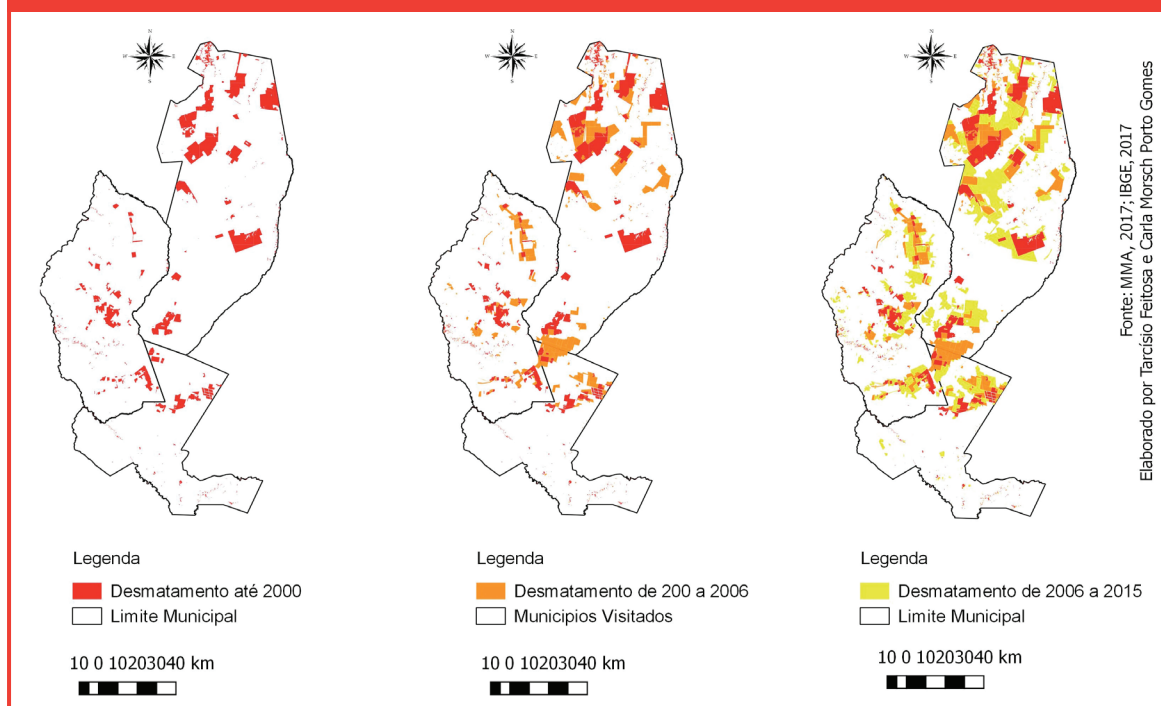 N
W E
S
N
W E
S
N
W E
S
Legenda
Desmatamento até 2000
Limite Municipal
10 0 10203040 km
Legenda
Desmatamento de 200 a 2006
Municipios Visitados
10 0 10203040 km
Legenda
Desmatamento de 2006 a 2015
Limite Municipal
10 0 10203040 km
Fonte: MMA, 2017; IBGE, 2017
Elaborado por Tarcísio Feitosa e Carla Morsch Porto Gomes